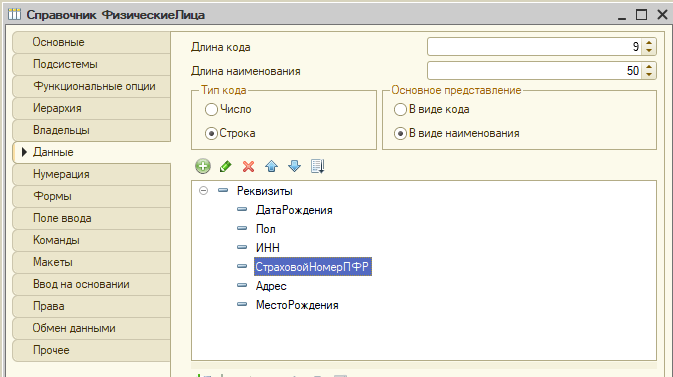 Справочник ФизическиеЛица
Основные
Подсистемы
Функциональные опции
Иерархия
Владельцы
Данные
Нумерация
Формы
Поле ввода
Команды
Макеты
Ввод на основании
Права
Обмен данными
Прочее
Длина кода
9
Длина наименования
50
Тип кода
Число
Строка
Основное представление
В виде кода
В виде наименования
Реквизиты
ДатаРождения
Пол
ИНН
СтраховойНомерПФР
Адрес
МестоРождения